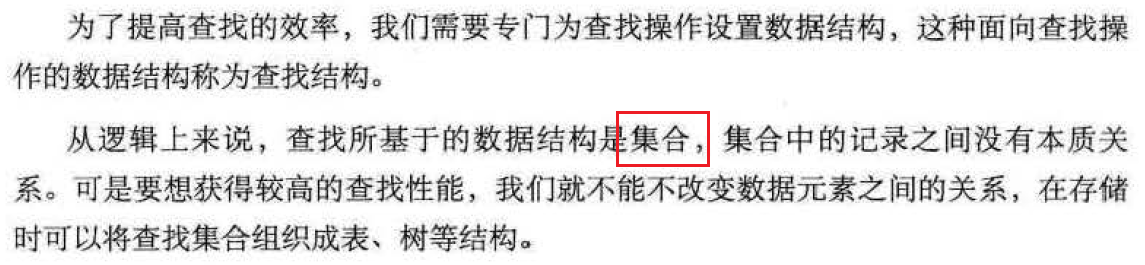 为了提高查找的效率，我们需要专门为查找操作设置数据结构，这种面向查找操
作的数据结构称为查找结构。
从逻辑上来说，查找所基于的数据结构是集合，集合中的记录之间没有本质关
系。可是要想获得较高的查找性能，我们就不能不改变数据元素之间的关系，在存储
时可以将查找集合组织成表、树等结构。